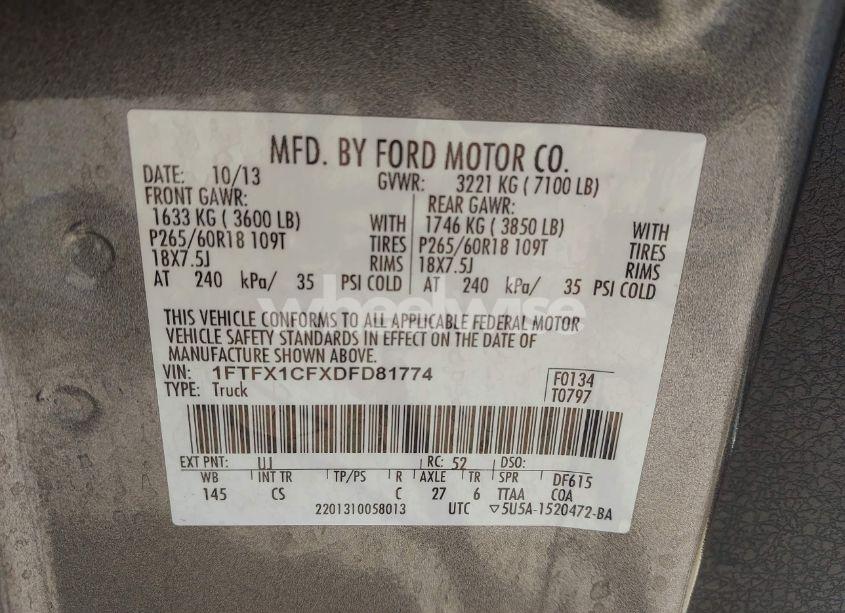 MFD. BY FORD MOTOR CO.
DATE: 10/13 GVWR: 3221 KG ( 7100 LB)
FRONT GAWR: REAR GAWR:
1633 KG ( 3600 LB) WITH 1746 KG ( 3850 LB) WITH
P265/60R18 109T TIRES P265/60R18 109T TIRES
18X7.5J RIMS 18X7.5J RIMS
AT 240 kPa/ 35 PSI COLD AT 240 kPa/ 35 PSI COLD
wheelwise
THIS VEHICLE CONFORMS TO ALL APPLICABLE FEDERAL MOTOR
VEHICLE SAFETY STANDARDS IN EFFECT ON THE DATE OF
MANUFACTURE SHOWN ABOVE.
VIN: 1FTFX1CFXDFD81774 F0134
TYPE: Truck T0797
EXT PNT: UJ RC: 52 DSO:
WB INT TR TP/PS R AXLE TR SPR DF615
145 CS C 27 6 TTAA COA
2201310058013 UTC ▽5U5A-1520472-BA